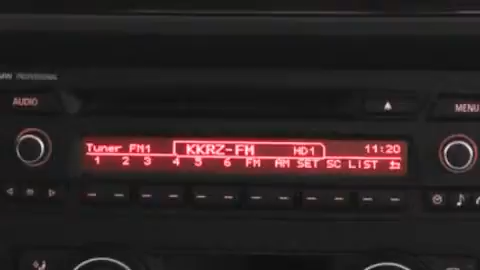 PROFESSIONAL
AUDIO
MENU
Tuner FM1 KKRZ-FM HD1 11:20
1 2 3 4 5 6 FM AM SET SC LIST